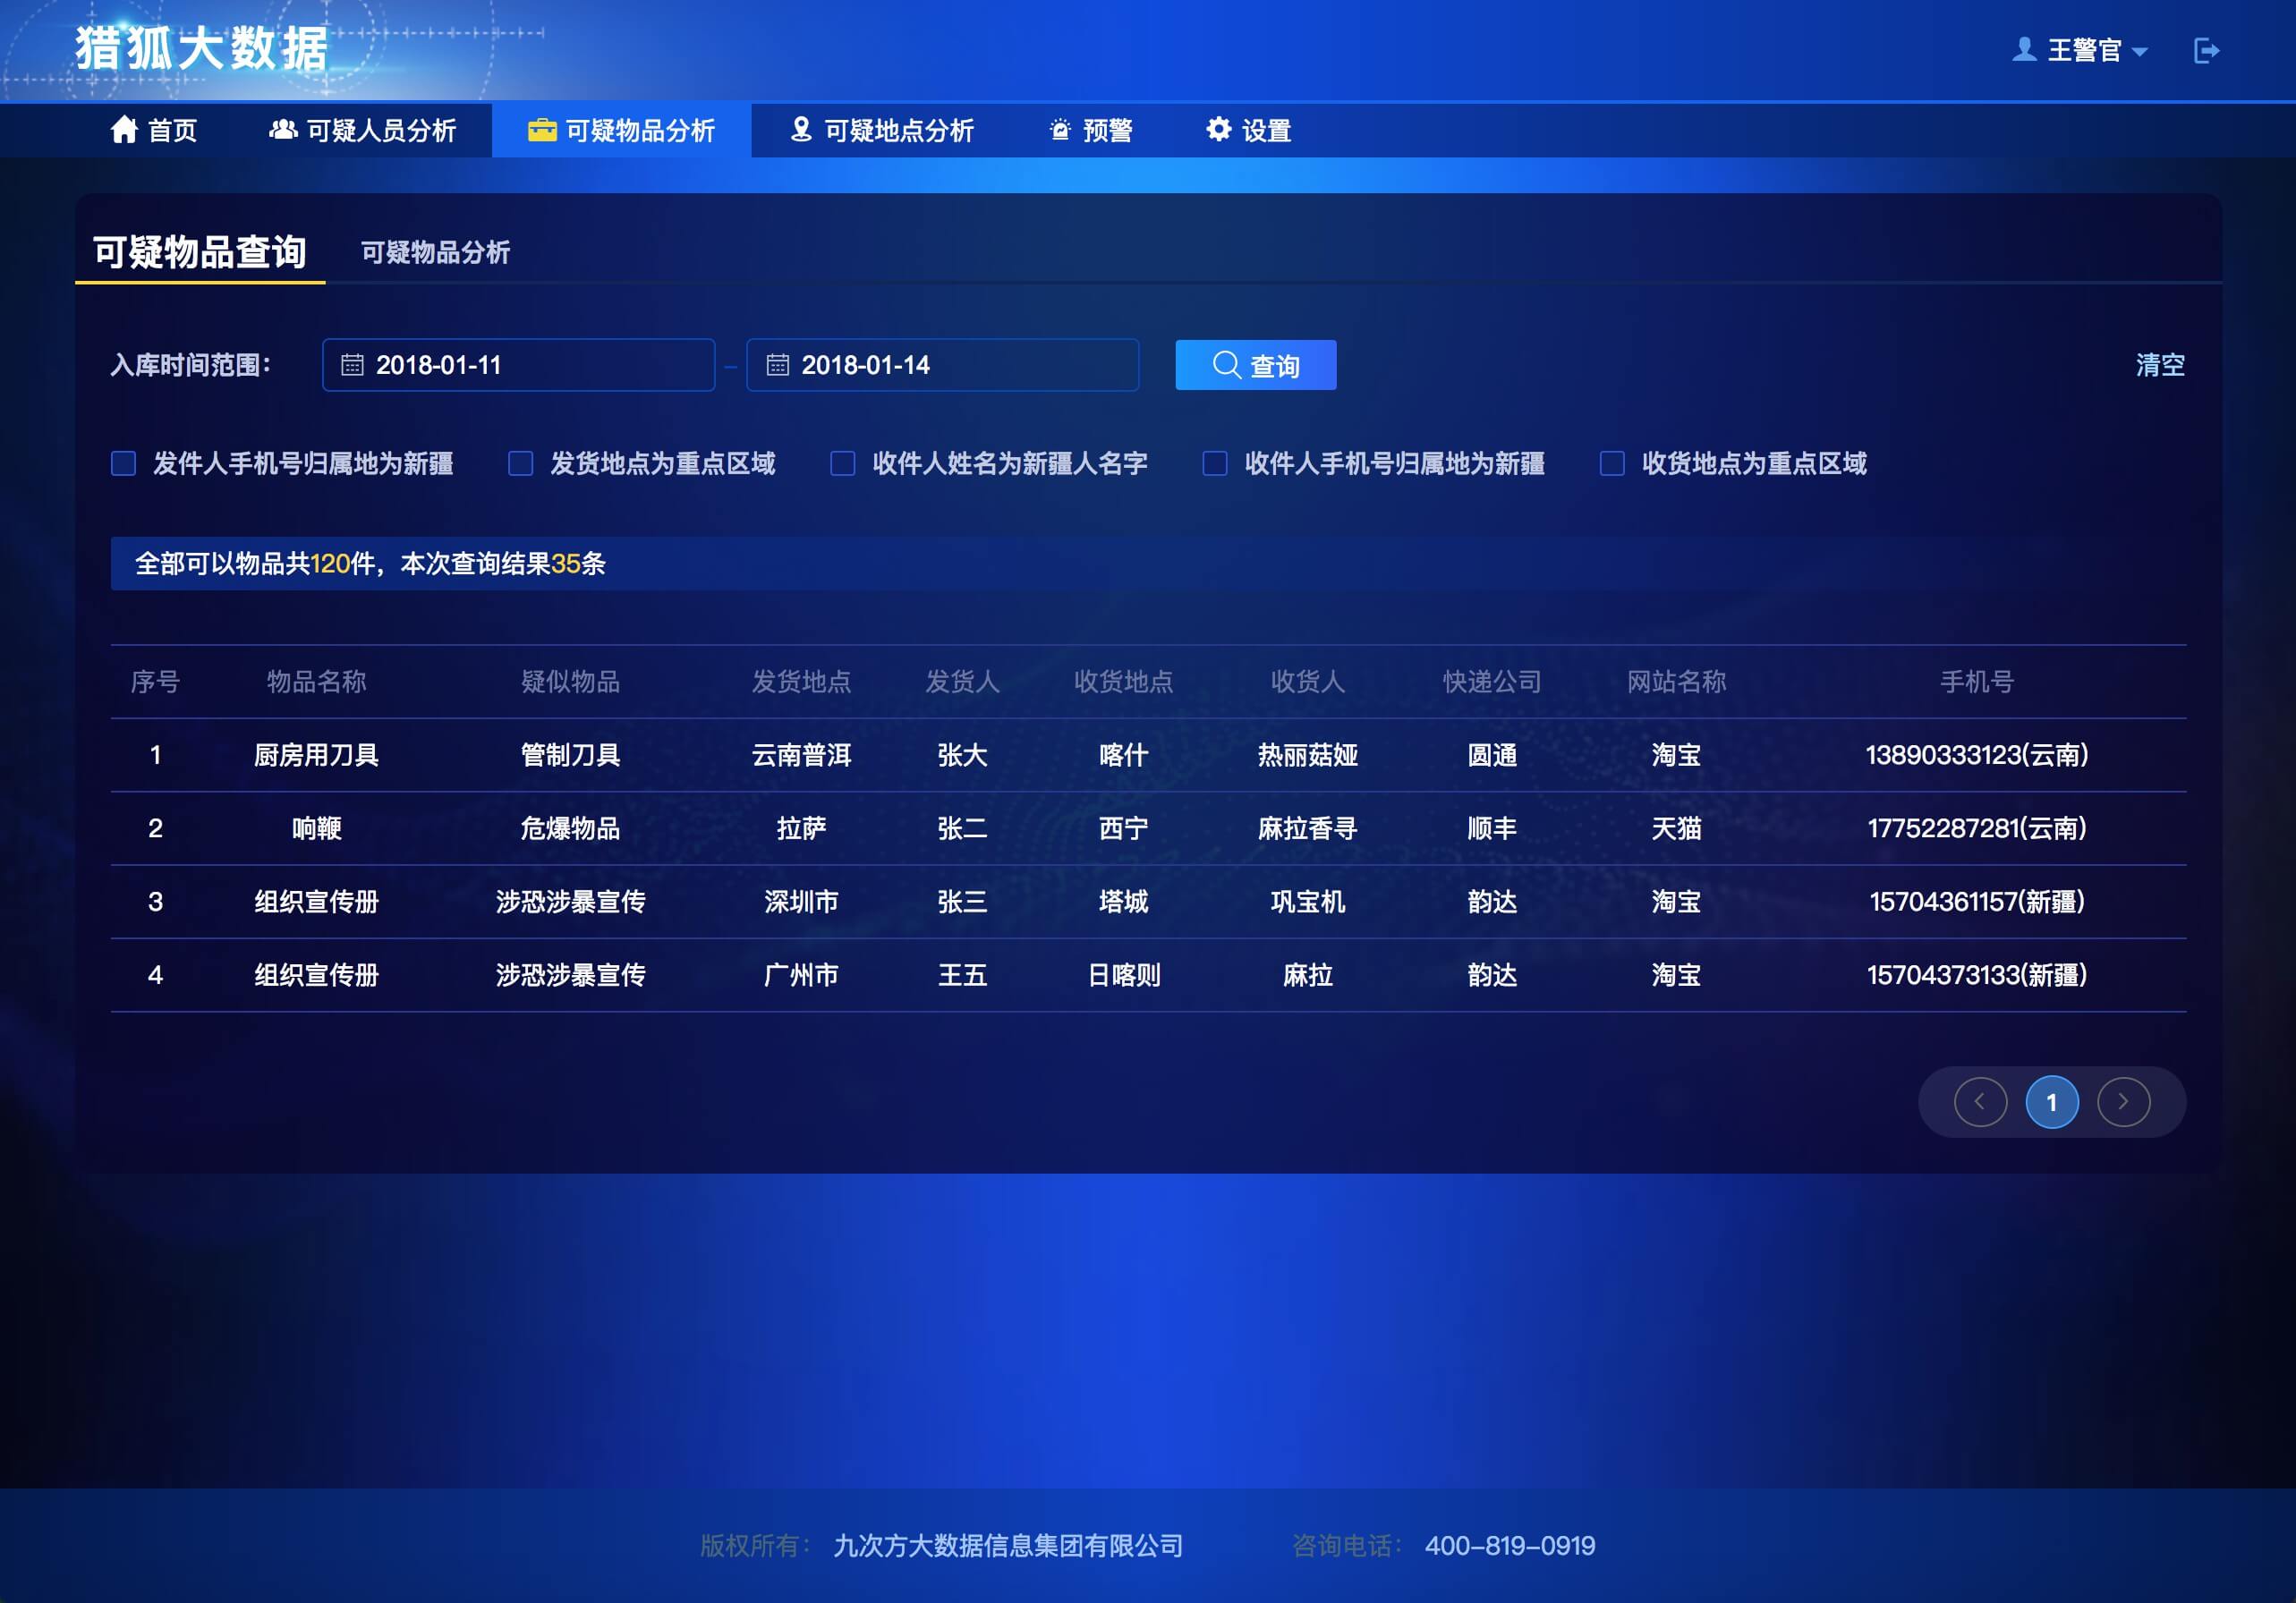 猎狐大数据
王警官
首页 可疑人员分析 可疑物品分析 可疑地点分析 预警 设置
可疑物品查询 可疑物品分析
入库时间范围： 2018-01-11 – 2018-01-14 查询 清空
发件人手机号归属地为新疆 发货地点为重点区域 收件人姓名为新疆人名字 收件人手机号归属地为新疆 收货地点为重点区域
全部可以物品共120件，本次查询结果35条
序号 物品名称 疑似物品 发货地点 发货人 收货地点 收货人 快递公司 网站名称 手机号
1 厨房用刀具 管制刀具 云南普洱 张大 喀什 热丽菇娅 圆通 淘宝 13890333123(云南)
2 响鞭 危爆物品 拉萨 张二 西宁 麻拉香寻 顺丰 天猫 17752287281(云南)
3 组织宣传册 涉恐涉暴宣传 深圳市 张三 塔城 巩宝机 韵达 淘宝 15704361157(新疆)
4 组织宣传册 涉恐涉暴宣传 广州市 王五 日喀则 麻拉 韵达 淘宝 15704373133(新疆)
1
版权所有： 九次方大数据信息集团有限公司 咨询电话： 400-819-0919